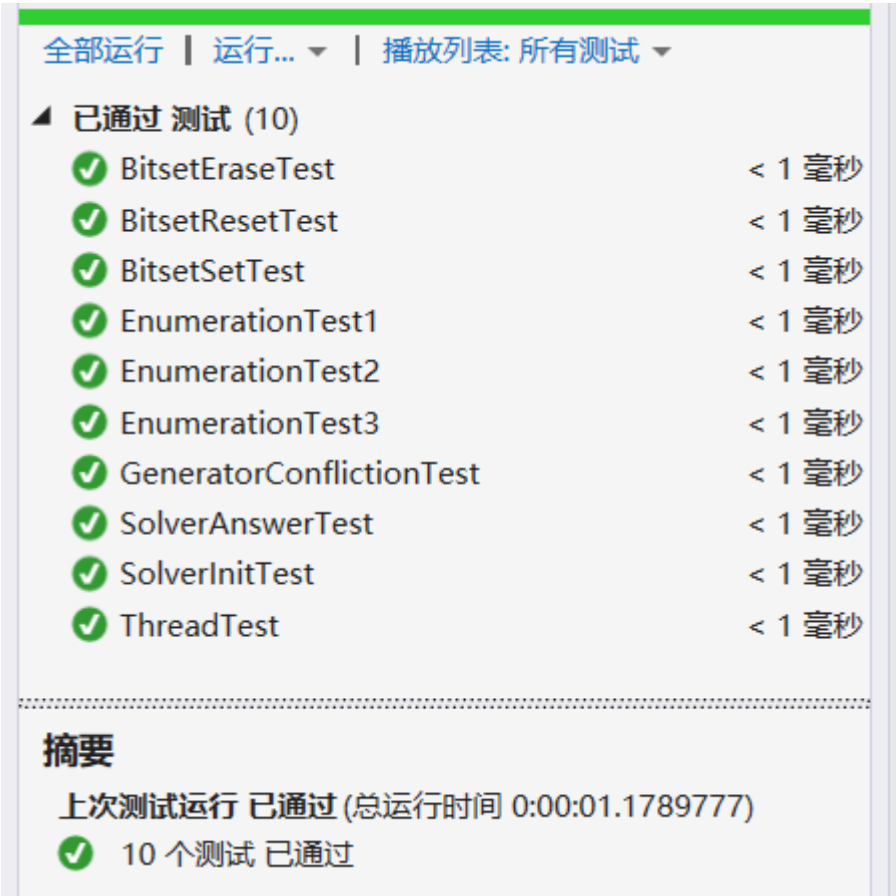 全部运行 | 运行... | 播放列表: 所有测试
已通过 测试 (10)
BitsetEraseTest < 1 毫秒
BitsetResetTest < 1 毫秒
BitsetSetTest < 1 毫秒
EnumerationTest1 < 1 毫秒
EnumerationTest2 < 1 毫秒
EnumerationTest3 < 1 毫秒
GeneratorConflictionTest < 1 毫秒
SolverAnswerTest < 1 毫秒
SolverInitTest < 1 毫秒
ThreadTest < 1 毫秒
摘要
上次测试运行 已通过 (总运行时间 0:00:01.1789777)
10 个测试 已通过